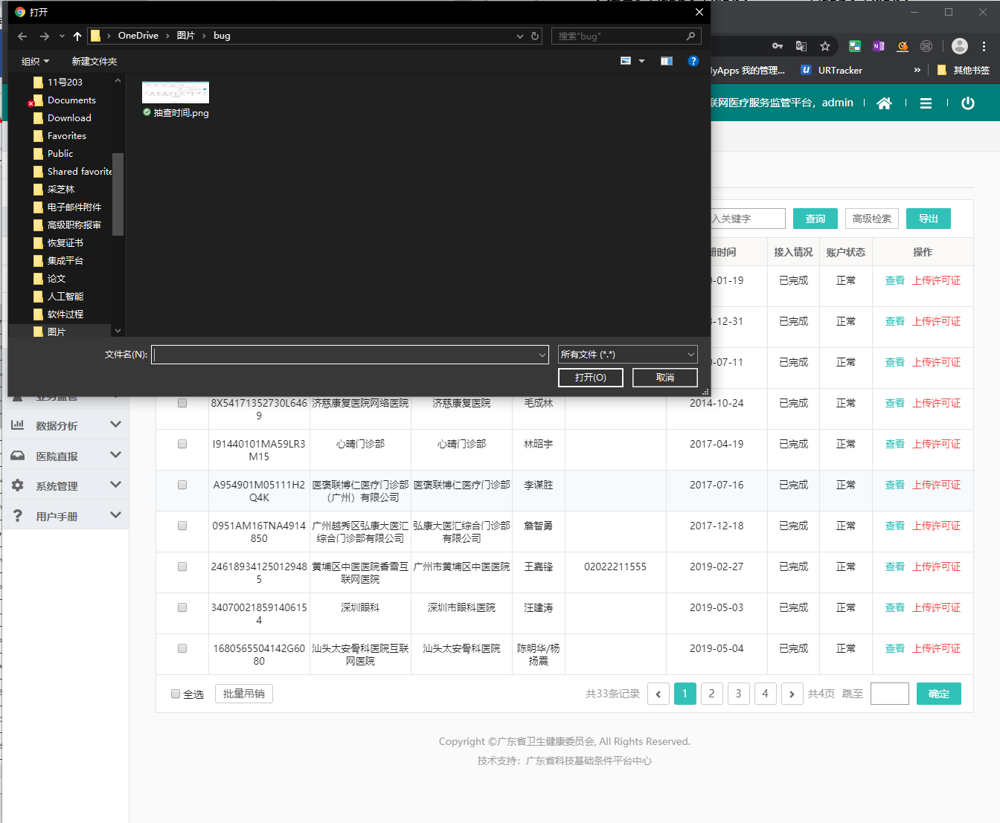 打开
OneDrive
图片
bug
搜索"bug"
组织
新建文件夹
11号203
Documents
Download
Favorites
Public
Shared favorite
采芝林
电子邮件附件
高级职称报审
恢复证书
集成平台
论文
人工智能
软件过程
图片
抽查时间.png
文件名(N):
所有文件 (*.*)
打开(O)
取消
lyApps 我的管理...
URTracker
»
其他书签
联网医疗服务监管平台，admin
入关键字
查询
高级检索
导出
册时间
接入情况
账户状态
操作
-01-19
已完成
正常
查看
上传许可证
-12-31
已完成
正常
查看
上传许可证
-07-11
已完成
正常
查看
上传许可证
业务监管
数据分析
医院直报
系统管理
用户手册
8X54171352730L646
9
济慈康复医院网络医院
济慈康复医院
毛成林
2014-10-24
已完成
正常
查看
上传许可证
I91440101MA59LR3
M15
心晴门诊部
心晴门诊部
林昭宇
2017-04-19
已完成
正常
查看
上传许可证
A954901M05111H2
Q4K
医褒联博仁医疗门诊部
（广州）有限公司
医褒联博仁医疗门诊部
李谋胜
2017-07-16
已完成
正常
查看
上传许可证
0951AM16TNA4914
850
广州越秀区弘康大医汇
综合门诊部有限公司
弘康大医汇综合门诊部
有限公司
詹智勇
2017-12-18
已完成
正常
查看
上传许可证
24618934125012948
5
黄埔区中医医院香雪互
联网医院
广州市黄埔区中医医院
王嘉锋
02022211555
2019-02-27
已完成
正常
查看
上传许可证
34070021859140615
4
深圳眼科
深圳市眼科医院
汪建涛
2019-05-03
已完成
正常
查看
上传许可证
1680565504142G60
80
汕头太安骨科医院互联
网医院
汕头太安骨科医院
陈明华/杨
扬震
2019-05-04
已完成
正常
查看
上传许可证
全选
批量吊销
共33条记录
1
2
3
4
共4页
跳至
确定
Copyright ©广东省卫生健康委员会, All Rights Reserved.
技术支持：广东省科技基础条件平台中心